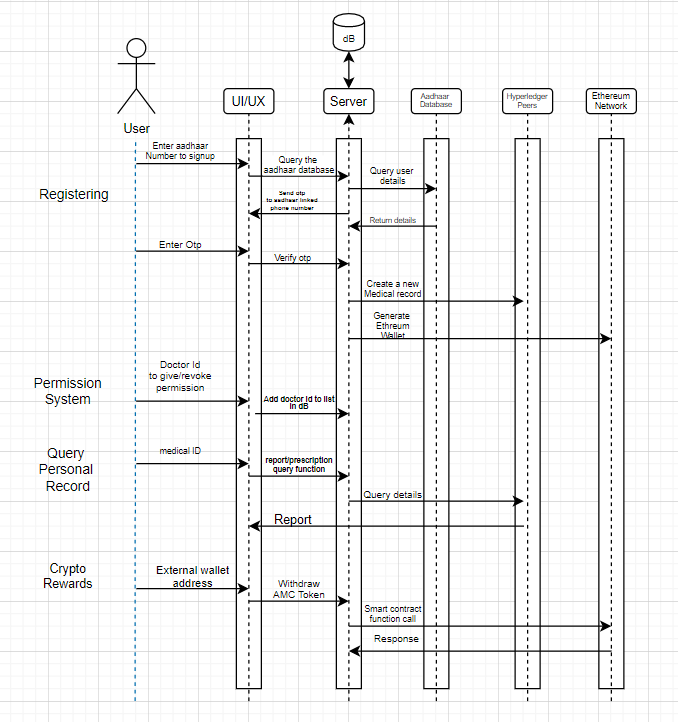 dB
UI/UX
Server
Aadhaar
Database
Hyperledger
Peers
Ethereum
Network
User
Enter aadhaar
Number to signup
Query the
aadhaar database
Query user
details
Registering
Send otp
to aadhaar linked
phone number
Return details
Enter Otp
Verify otp
Create a new
Medical record
Generate
Ethreum
Wallet
Permission
System
Doctor Id
to give/revoke
permission
Add doctor id to list
in dB
Query
Personal
Record
medical ID
report/prescription
query function
Query details
Report
Crypto
Rewards
External wallet
address
Withdraw
AMC Token
Smart contract
function call
Response